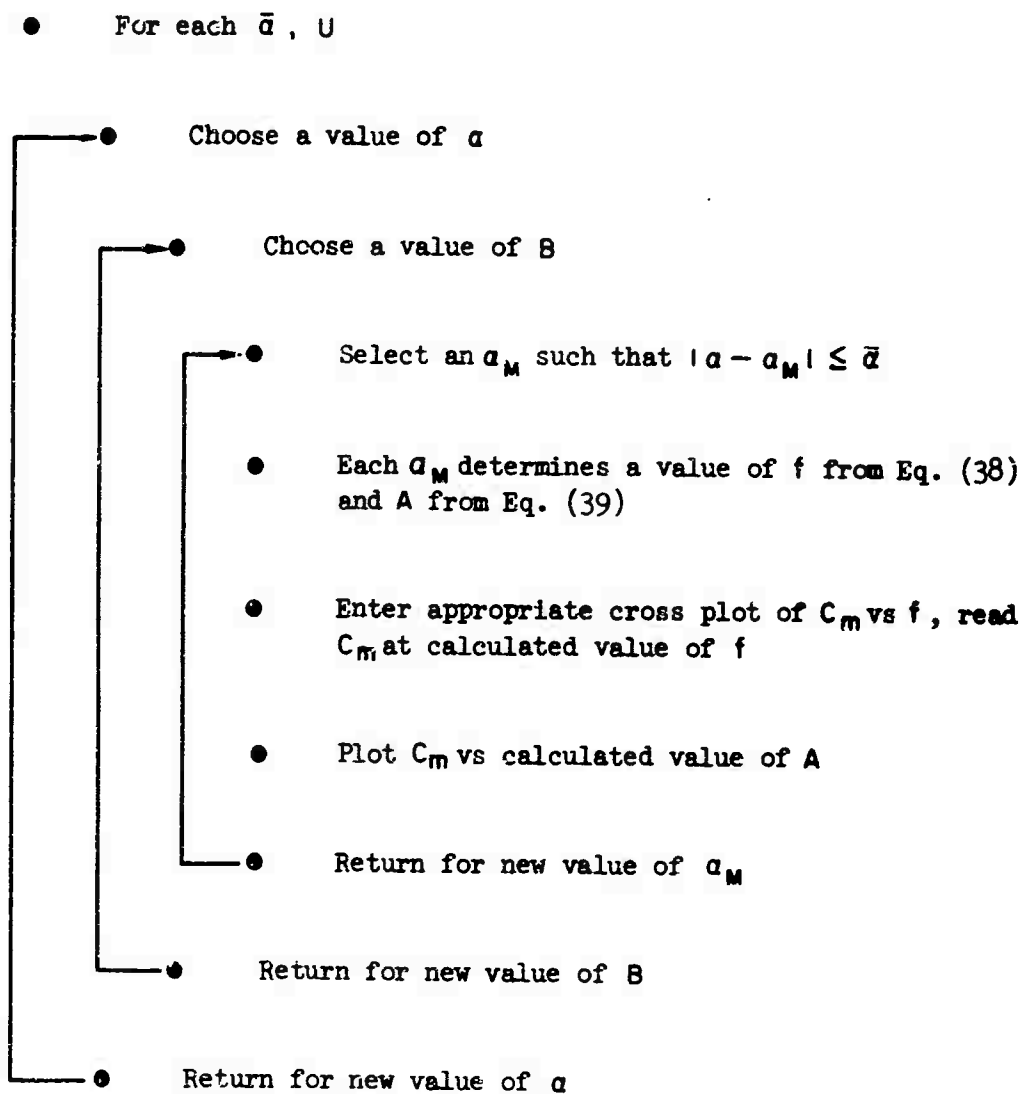 ● For each ᾱ, U
● Choose a value of α
● Choose a value of B
● Select an α_M such that |α − α_M| ≤ ᾱ
● Each α_M determines a value of f from Eq. (38)
and A from Eq. (39)
● Enter appropriate cross plot of C_m vs f, read
C_m at calculated value of f
● Plot C_m vs calculated value of A
● Return for new value of α_M
● Return for new value of B
● Return for new value of α